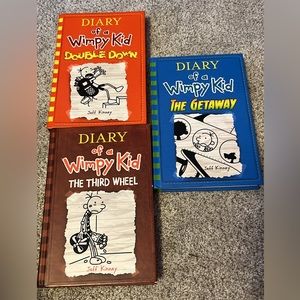 DIARY
of a
Wimpy Kid
DOUBLE DOWN
Jeff Kinney
DIARY
of a
Wimpy Kid
THE GETAWAY
Jeff Kinney
DIARY
of a
Wimpy Kid
THE THIRD WHEEL
Jeff Kinney